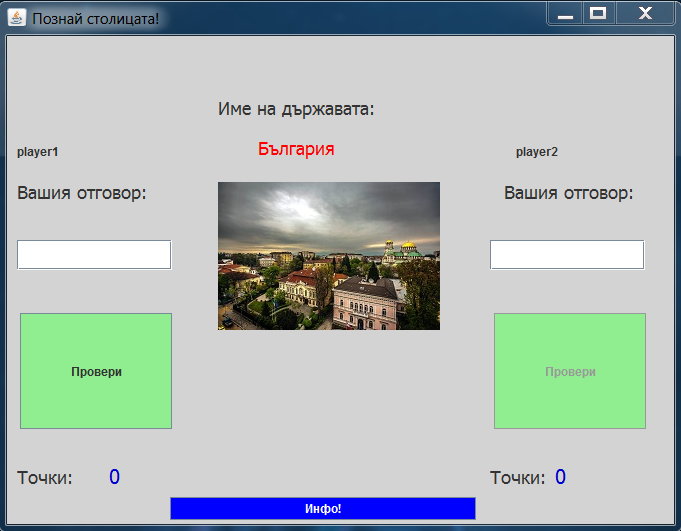 Познай столицата!
Име на държавата:
България
player1
player2
Вашия отговор:
Вашия отговор:
Провери
Провери
Точки: 0
Точки: 0
Инфо!